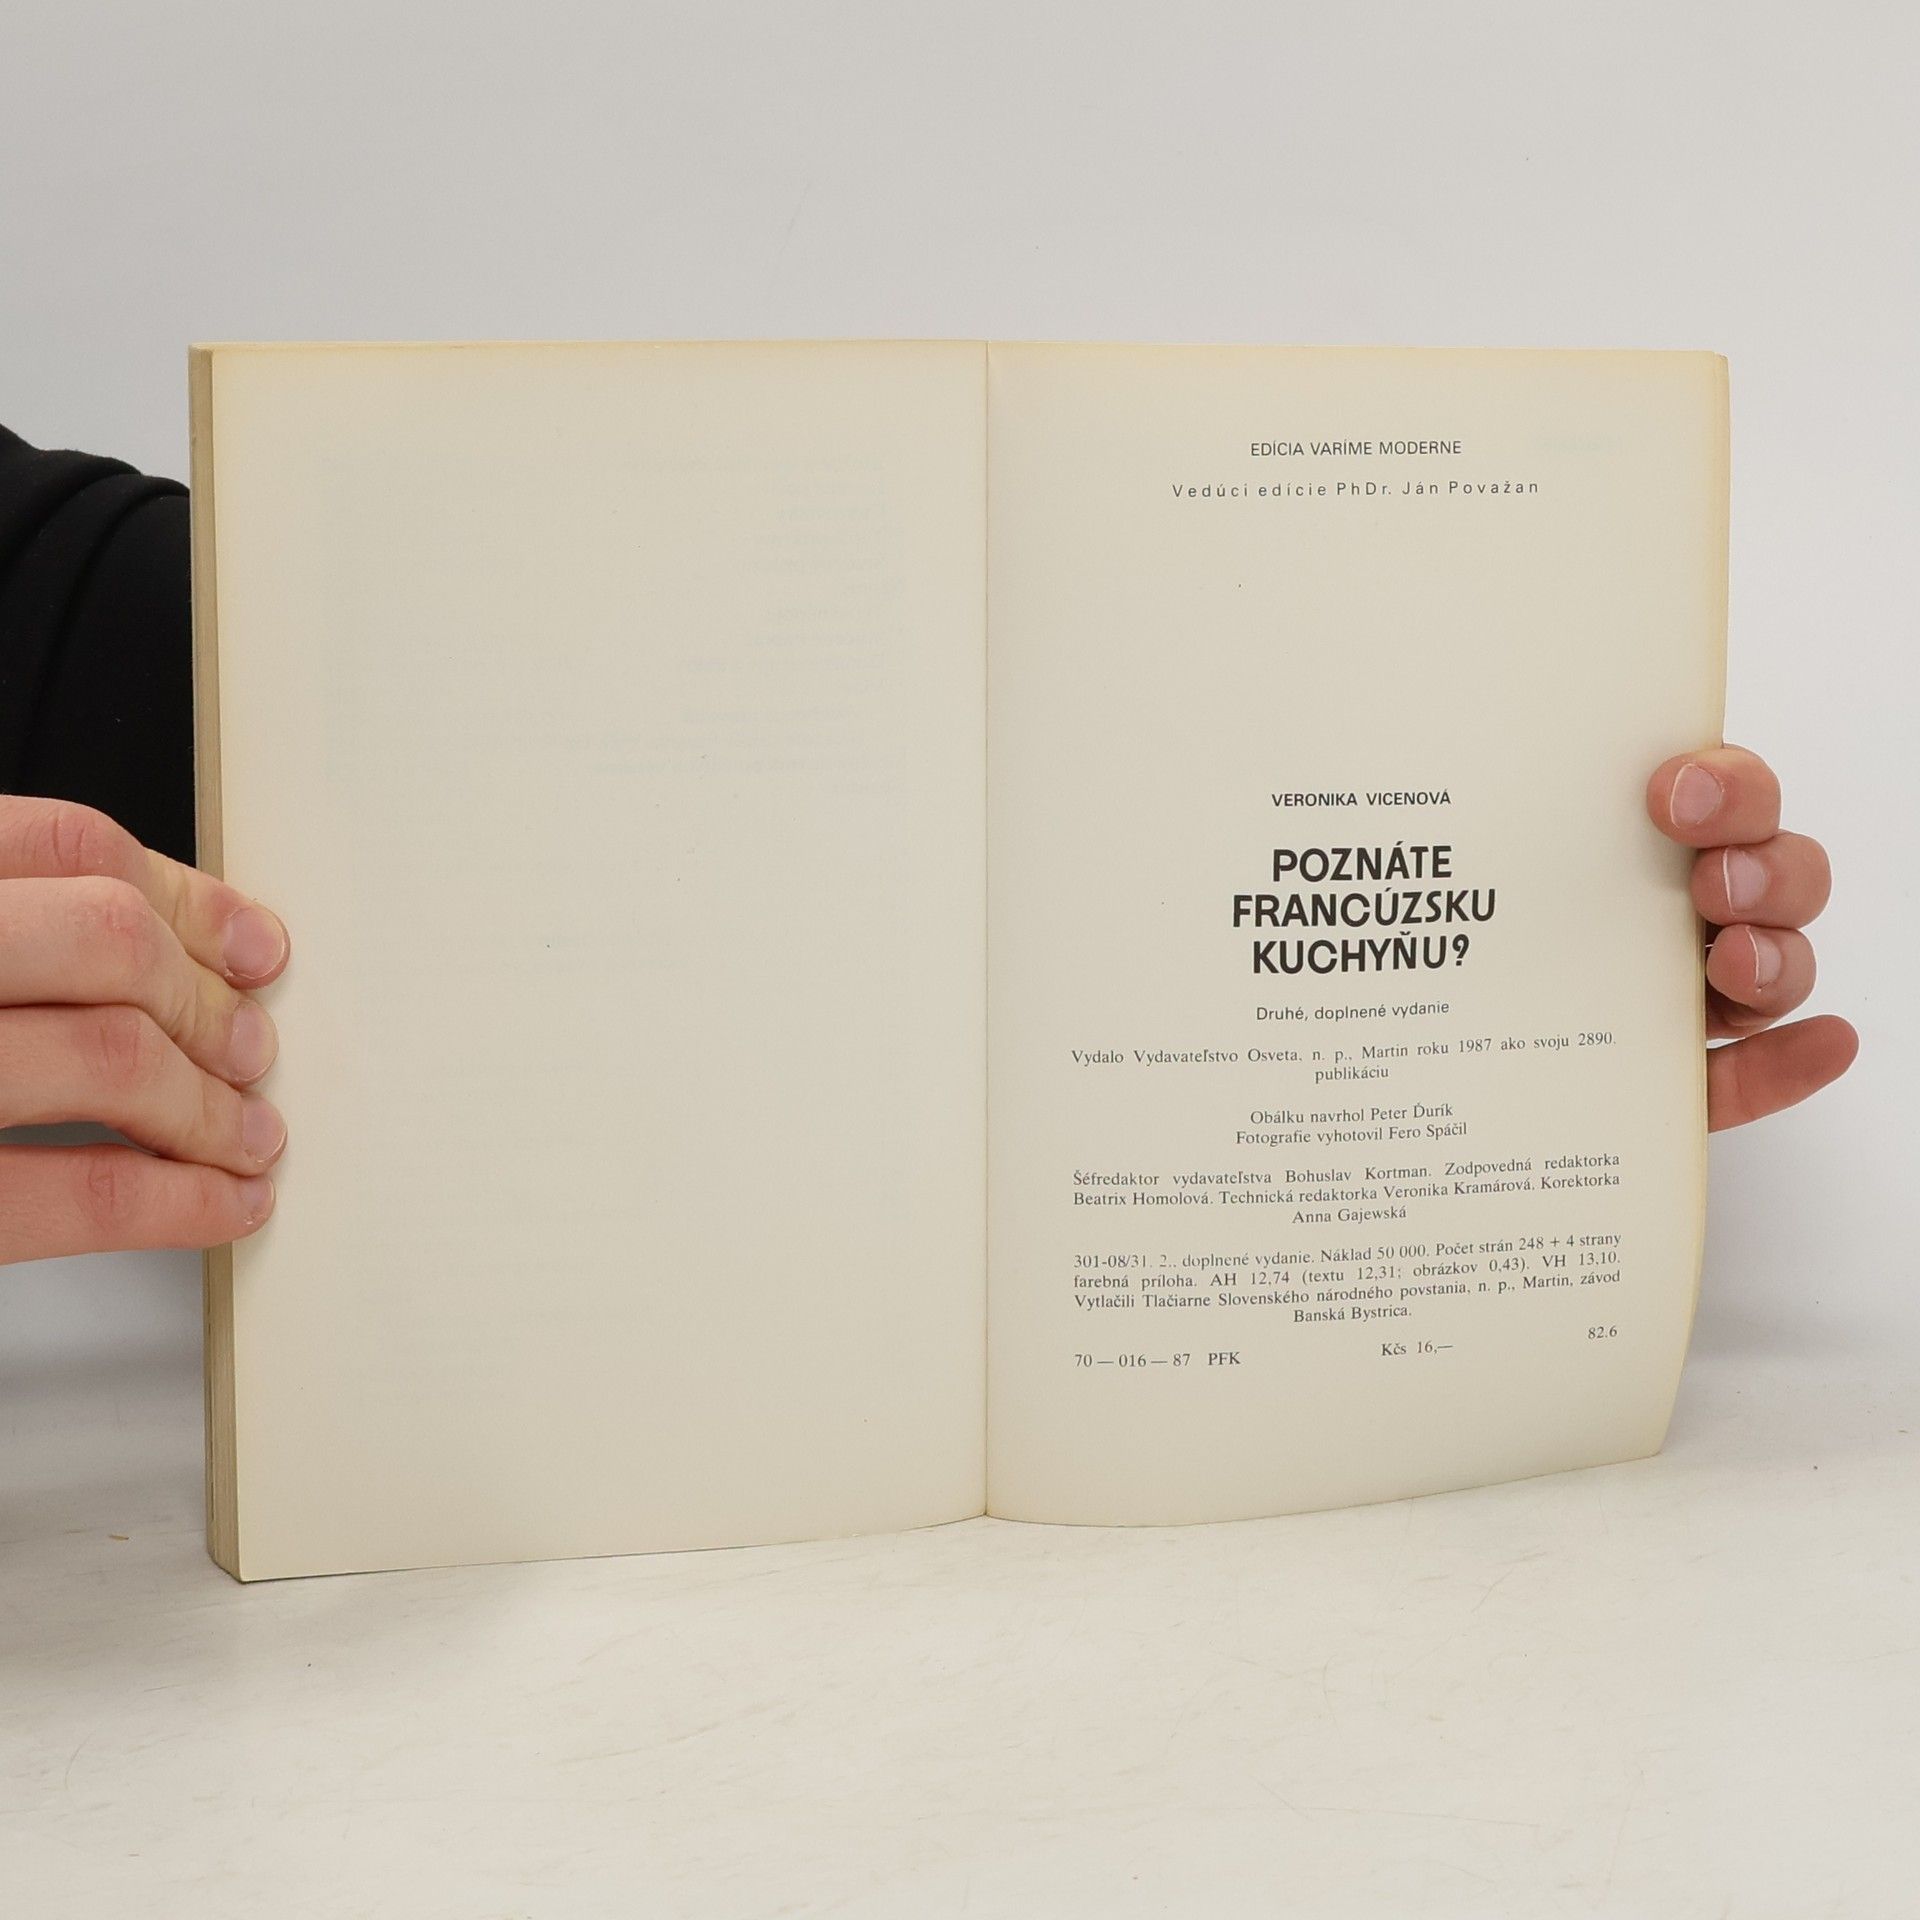 EDÍCIA VARÍME MODERNE
Vedúci edície PhDr. Ján Považan
VERONIKA VICENOVÁ
POZNÁTE
FRANCÚZSKU
KUCHYŇU?
Druhé, doplnené vydanie
Vydalo Vydavateľstvo Osveta, n. p., Martin roku 1987 ako svoju 2890.
publikáciu
Obálku navrhol Peter Ďurík
Fotografie vyhotovil Fero Spáčil
Šéfredaktor vydavateľstva Bohuslav Kortman. Zodpovedná redaktorka
Beatrix Homolová. Technická redaktorka Veronika Kramárová. Korektorka
Anna Gajewská
301-08/31. 2., doplnené vydanie. Náklad 50 000. Počet strán 248 + 4 strany
farebná príloha. AH 12,74 (textu 12,31; obrázkov 0,43). VH 13,10.
Vytlačili Tlačiarne Slovenského národného povstania, n. p., Martin, závod
Banská Bystrica.
70 — 016 — 87 PFK Kčs 16,— 82.6